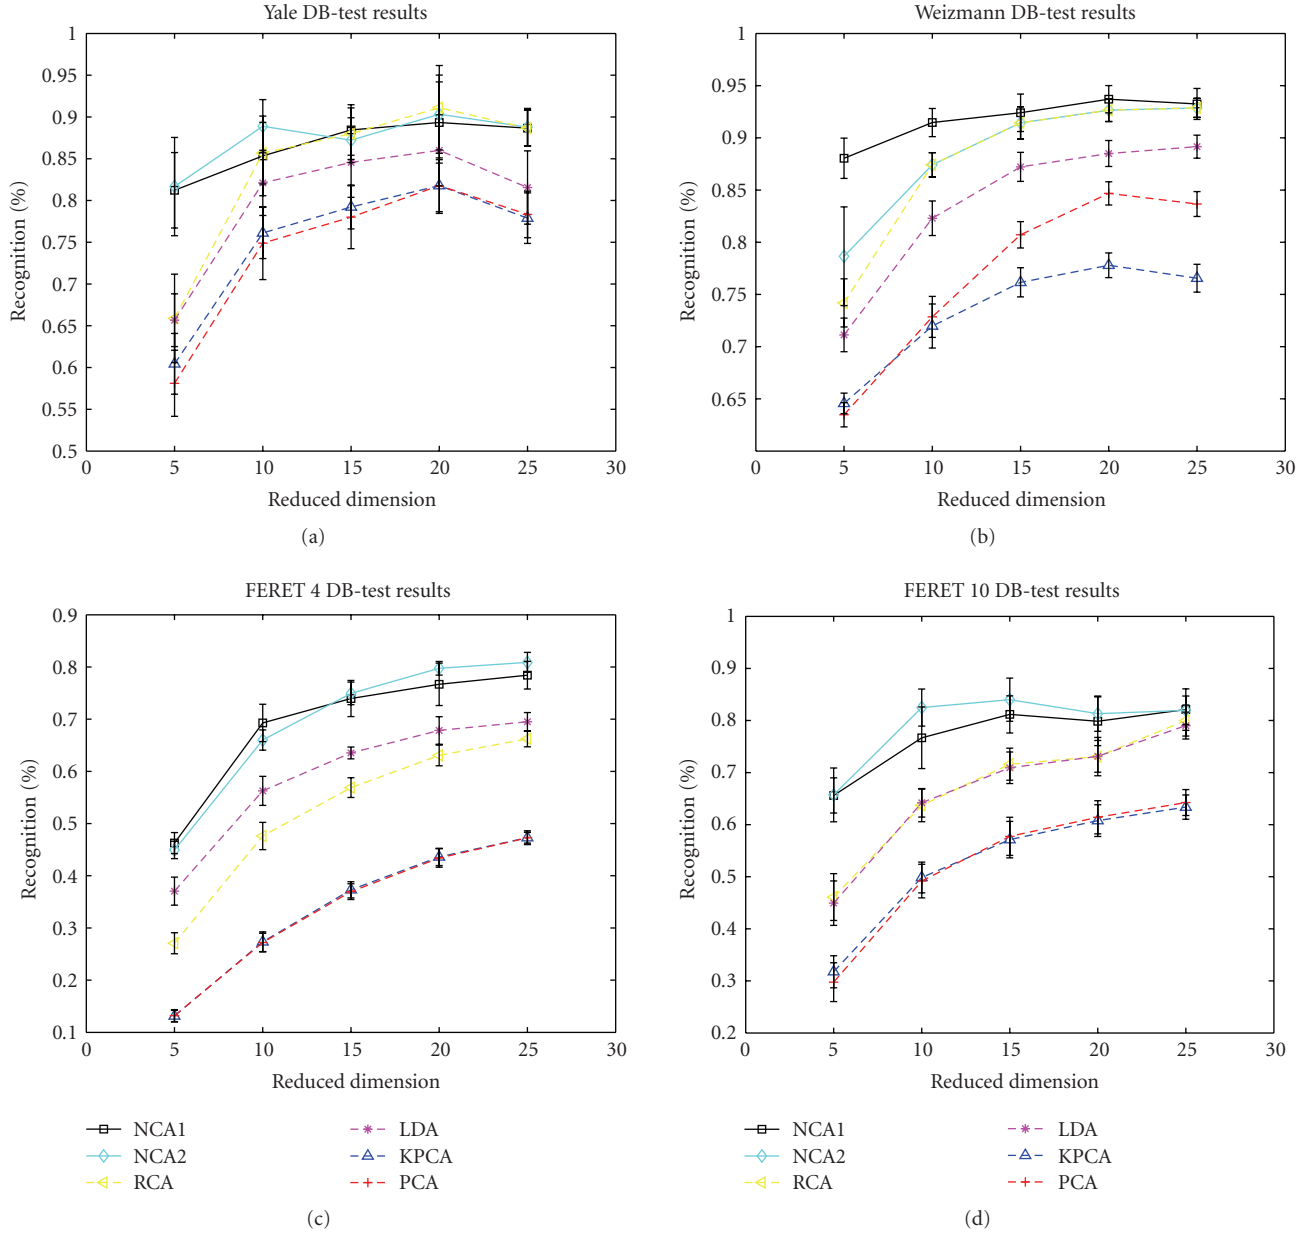 Yale DB-test results
1
0.95
0.9
0.85
0.8
0.75
0.7
0.65
0.6
0.55
0.5
Recognition (%)
0 5 10 15 20 25 30
Reduced dimension
(a)
Weizmann DB-test results
1
0.95
0.9
0.85
0.8
0.75
0.7
0.65
Recognition (%)
0 5 10 15 20 25 30
Reduced dimension
(b)
FERET 4 DB-test results
0.9
0.8
0.7
0.6
0.5
0.4
0.3
0.2
0.1
Recognition (%)
0 5 10 15 20 25 30
Reduced dimension
NCA1
NCA2
RCA
LDA
KPCA
PCA
(c)
FERET 10 DB-test results
1
0.9
0.8
0.7
0.6
0.5
0.4
0.3
0.2
Recognition (%)
0 5 10 15 20 25 30
Reduced dimension
NCA1
NCA2
RCA
LDA
KPCA
PCA
(d)